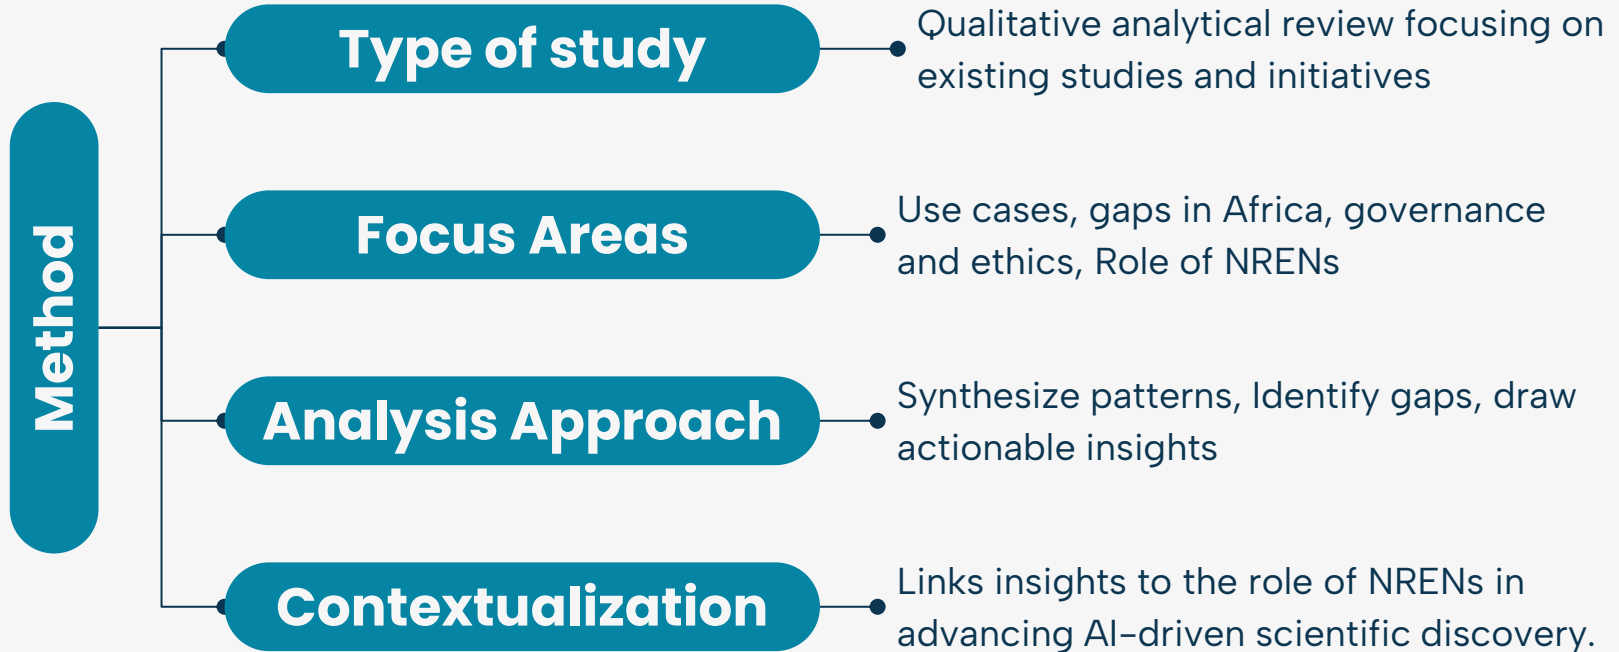 Method
Type of study
Qualitative analytical review focusing on
existing studies and initiatives
Focus Areas
Use cases, gaps in Africa, governance
and ethics, Role of NRENs
Analysis Approach
Synthesize patterns, Identify gaps, draw
actionable insights
Contextualization
Links insights to the role of NRENs in
advancing AI-driven scientific discovery.